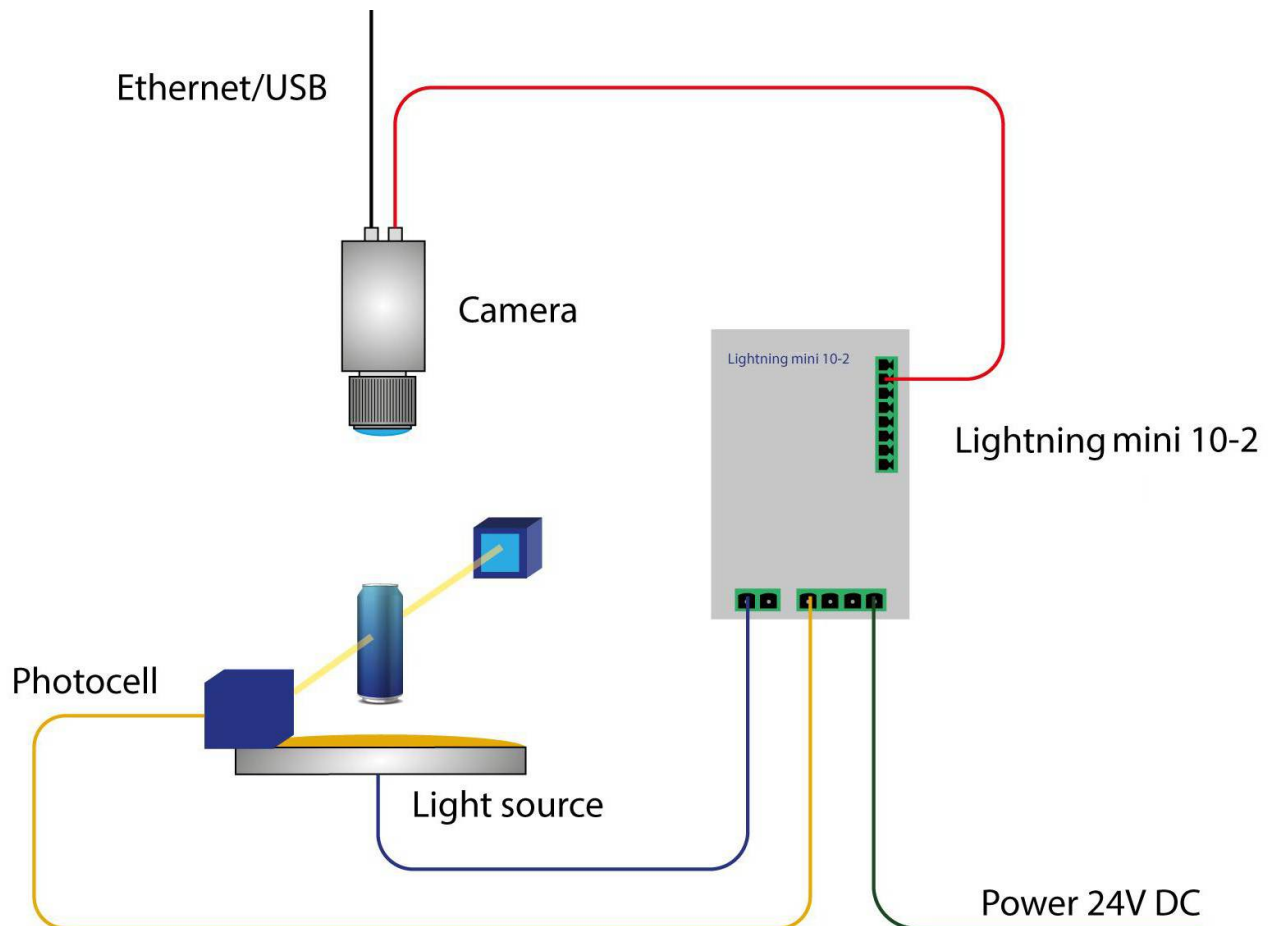 Ethernet/USB
Camera
Lightning mini 10-2
Lightning mini 10-2
Photocell
Light source
Power 24V DC